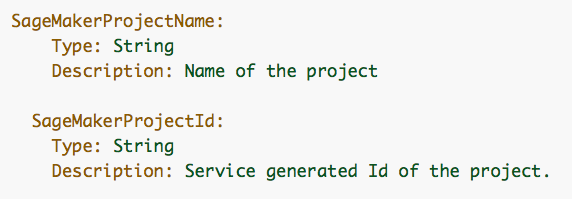 SageMakerProjectName:
Type: String
Description: Name of the project
SageMakerProjectId:
Type: String
Description: Service generated Id of the project.